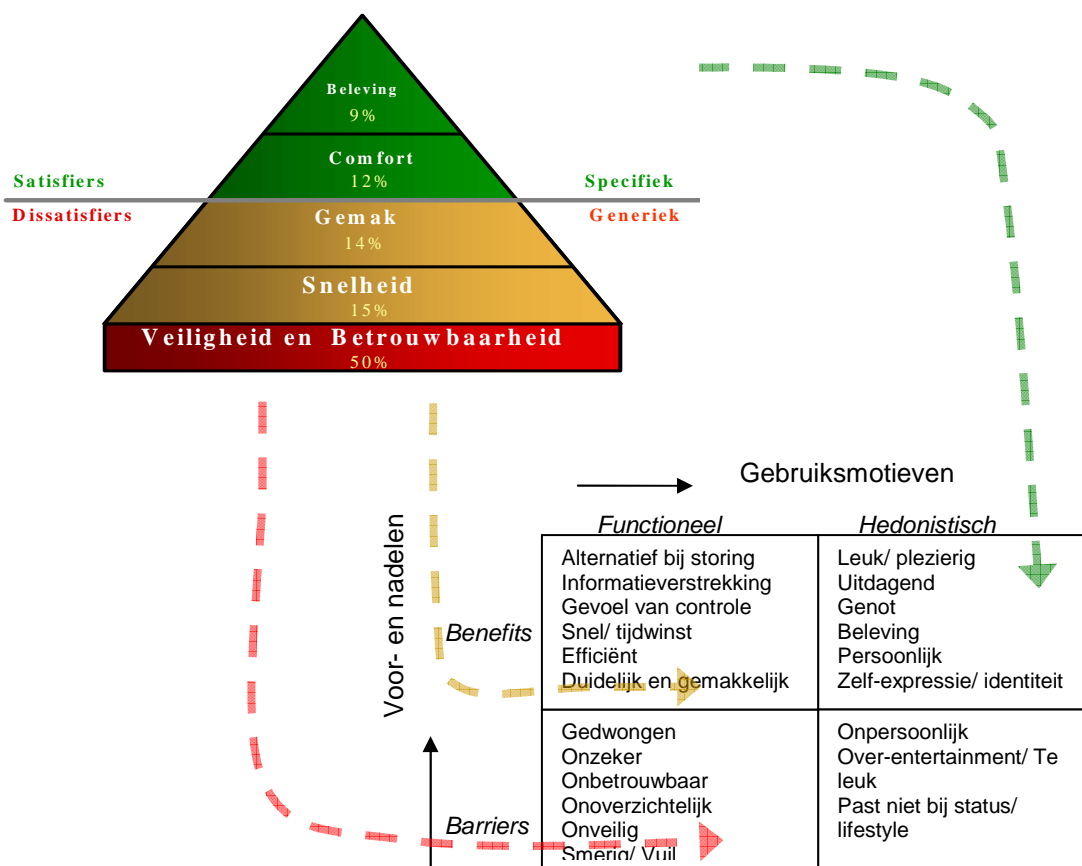 Beleving
9%
Comfort
12%
Satisfiers
Specifiek
Dissatisfiers
Generiek
Gemak
14%
Snelheid
15%
Veiligheid en Betrouwbaarheid
50%
Gebruiksmotieven
Functioneel
Hedonistisch
Voor- en nadelen
Benefits
Alternatief bij storing
Informatieverstrekking
Gevoel van controle
Snel/ tijdwinst
Efficiënt
Duidelijk en gemakkelijk
Leuk/ plezierig
Uitdagend
Genot
Beleving
Persoonlijk
Zelf-expressie/ identiteit
Barriers
Gedwongen
Onzeker
Onbetrouwbaar
Onoverzichtelijk
Onveilig
Smerig/ Vuil
Onpersoonlijk
Over-entertainment/ Te
leuk
Past niet bij status/
lifestyle